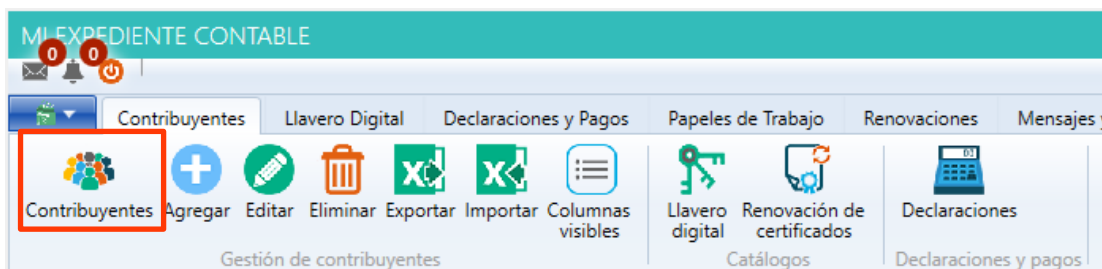 MI EXPEDIENTE CONTABLE
0 0
Contribuyentes Llavero Digital Declaraciones y Pagos Papeles de Trabajo Renovaciones Mensajes y
Contribuyentes Agregar Editar Eliminar Exportar Importar Columnas visibles Llavero digital Renovación de certificados Declaraciones
Gestión de contribuyentes Catálogos Declaraciones y pagos